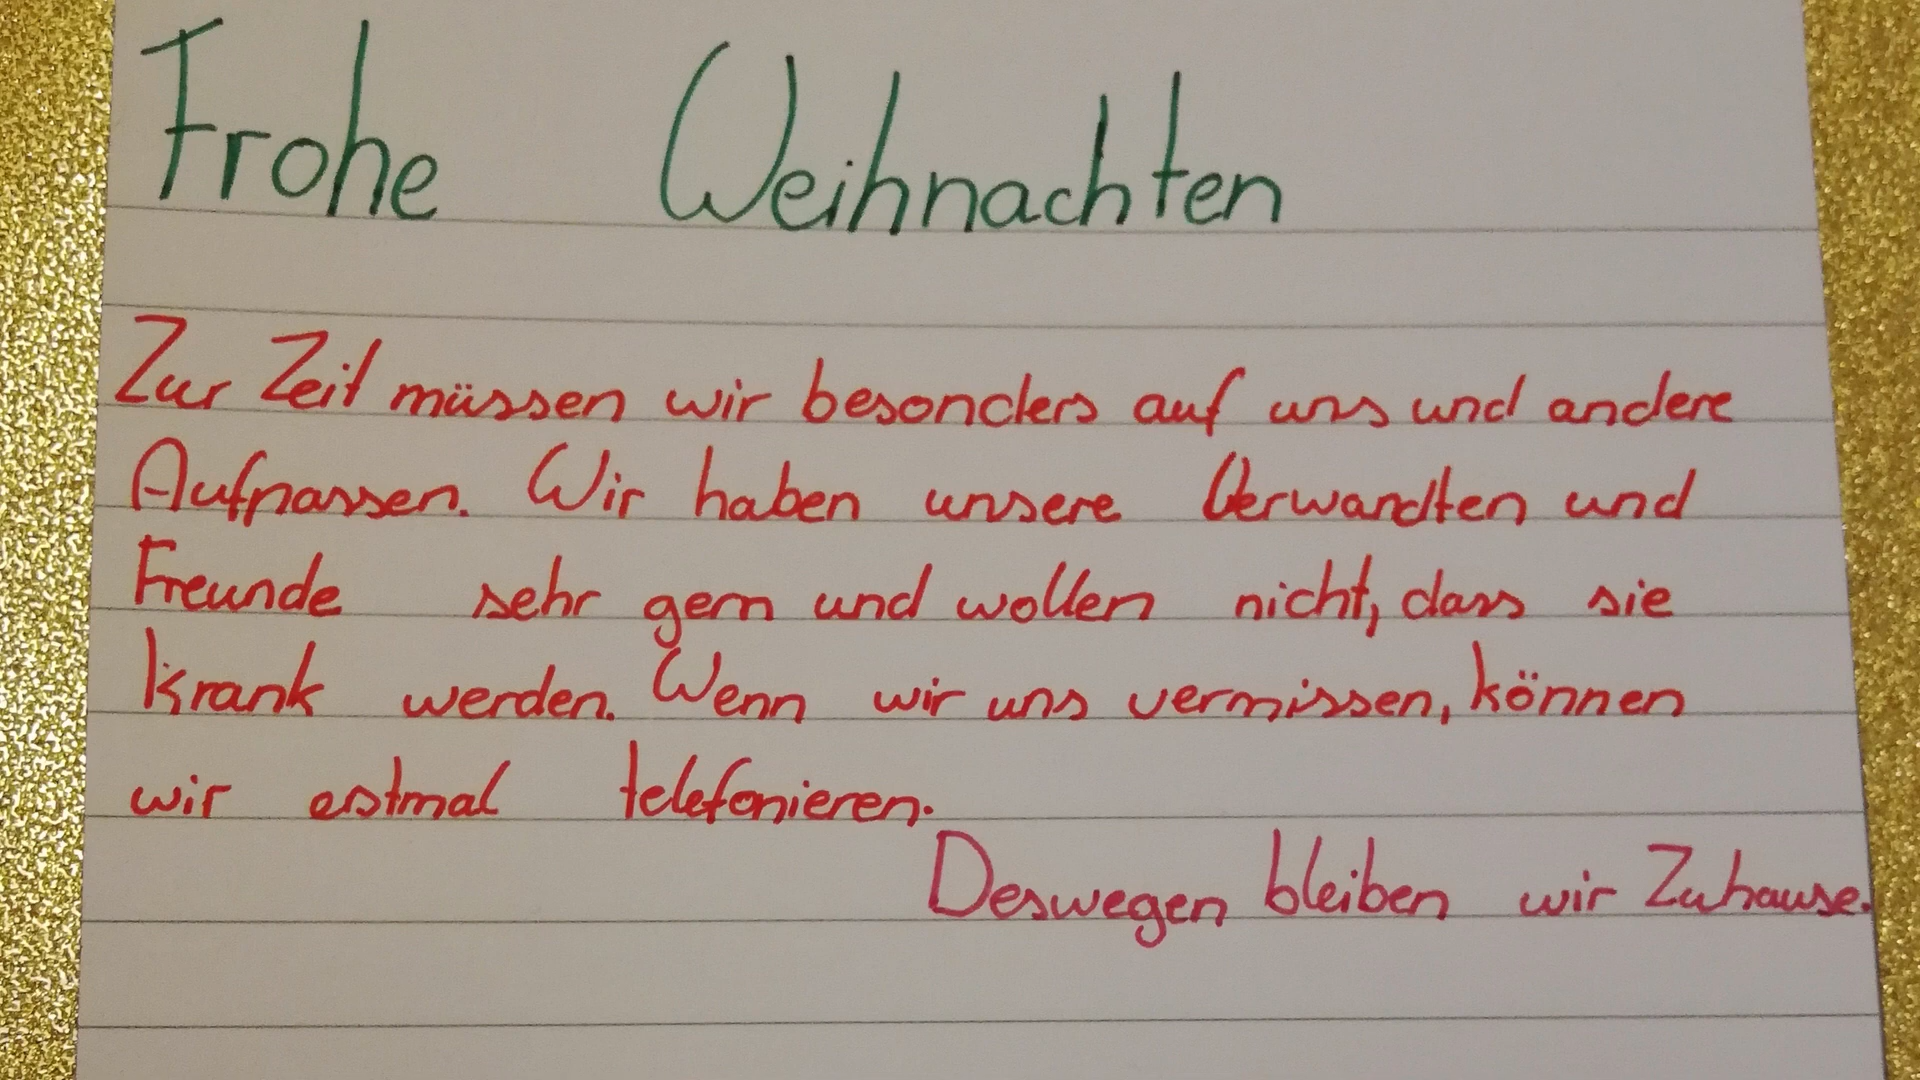 Frohe Weihnachten
Zur Zeit müssen wir besonders auf uns und andere
Aufpassen. Wir haben unsere Verwandten und
Freunde sehr gern und wollen nicht, dass sie
krank werden. Wenn wir uns vermissen, können
wir erstmal telefonieren.
Deswegen bleiben wir Zuhause.